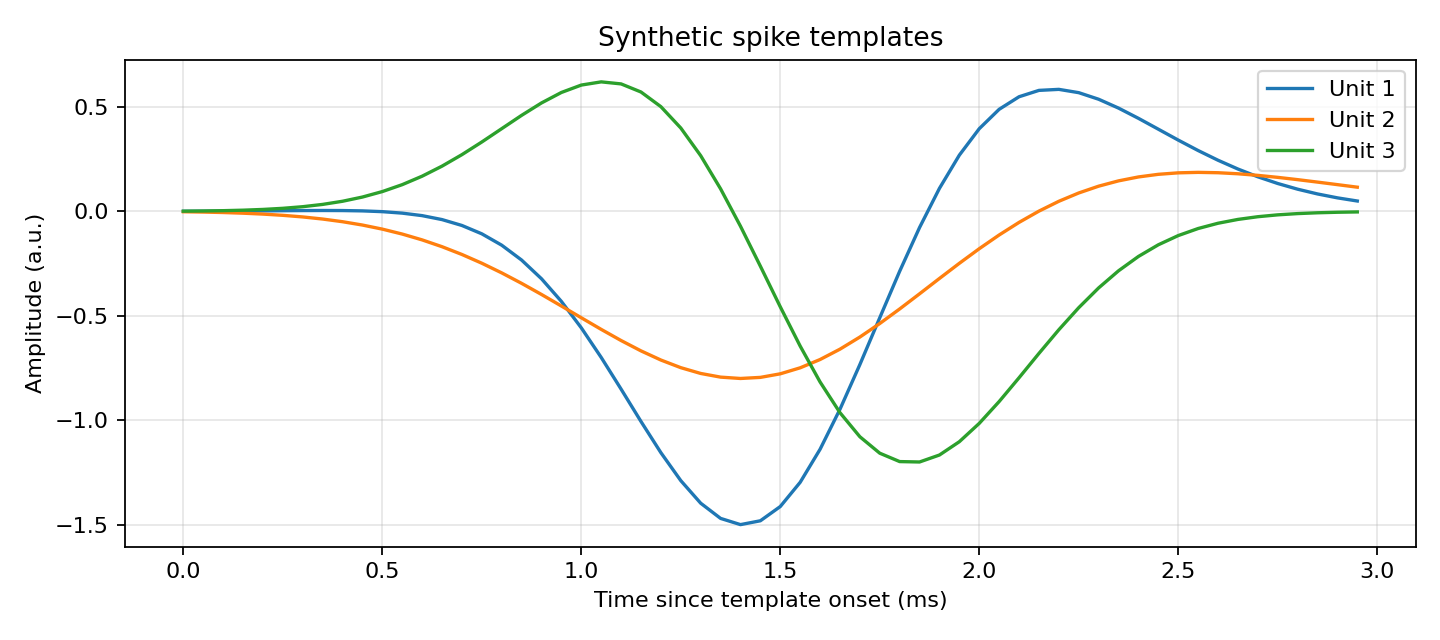 Synthetic spike templates
Unit 1
Unit 2
Unit 3
Amplitude (a.u.)
0.5
0.0
−0.5
−1.0
−1.5
0.0 0.5 1.0 1.5 2.0 2.5 3.0
Time since template onset (ms)